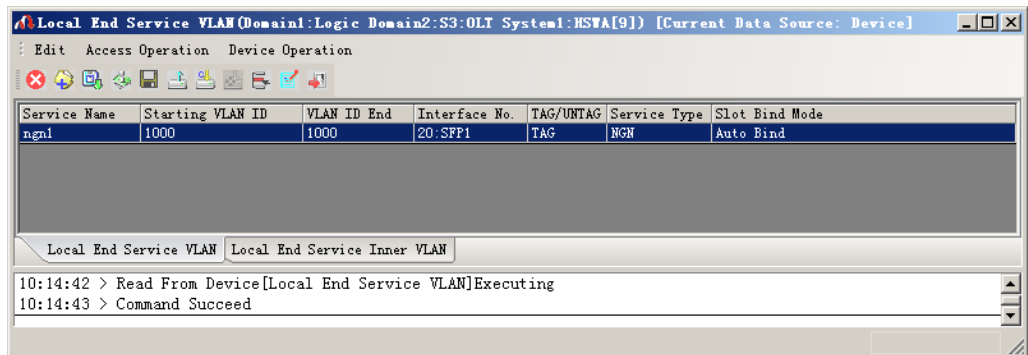 Local End Service VLAN(Domain1:Logic Domain2:S3:OLT System1:HSWA[9]) [Current Data Source: Device]
Edit Access Operation Device Operation
Service Name Starting VLAN ID VLAN ID End Interface No. TAG/UNTAG Service Type Slot Bind Mode
ngn1 1000 1000 20:SFP1 TAG NGN Auto Bind
Local End Service VLAN Local End Service Inner VLAN
10:14:42 > Read From Device[Local End Service VLAN]Executing
10:14:43 > Command Succeed